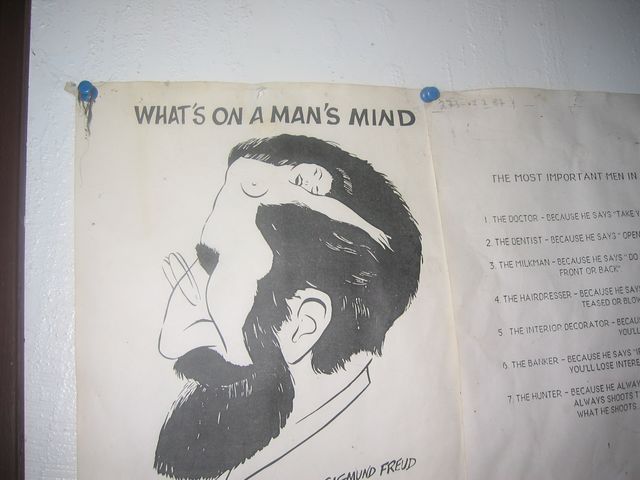 WHAT'S ON A MAN'S MIND
SIGMUND FREUD
THE MOST IMPORTANT MEN IN
1. THE DOCTOR - BECAUSE HE SAYS "TAKE
2. THE DENTIST - BECAUSE HE SAYS "OPEN
3. THE MILKMAN - BECAUSE HE SAYS "DO
FRONT OR BACK"
4. THE HAIRDRESSER - BECAUSE HE SAYS
TEASED OR BLOW
5. THE INTERIOR DECORATOR -
YOU'LL
6. THE BANKER - BECAUSE HE SAYS
YOU'LL LOSE
7. THE HUNTER - BECAUSE HE
ALWAYS SHOOTS
WHAT HE SHOOTS.